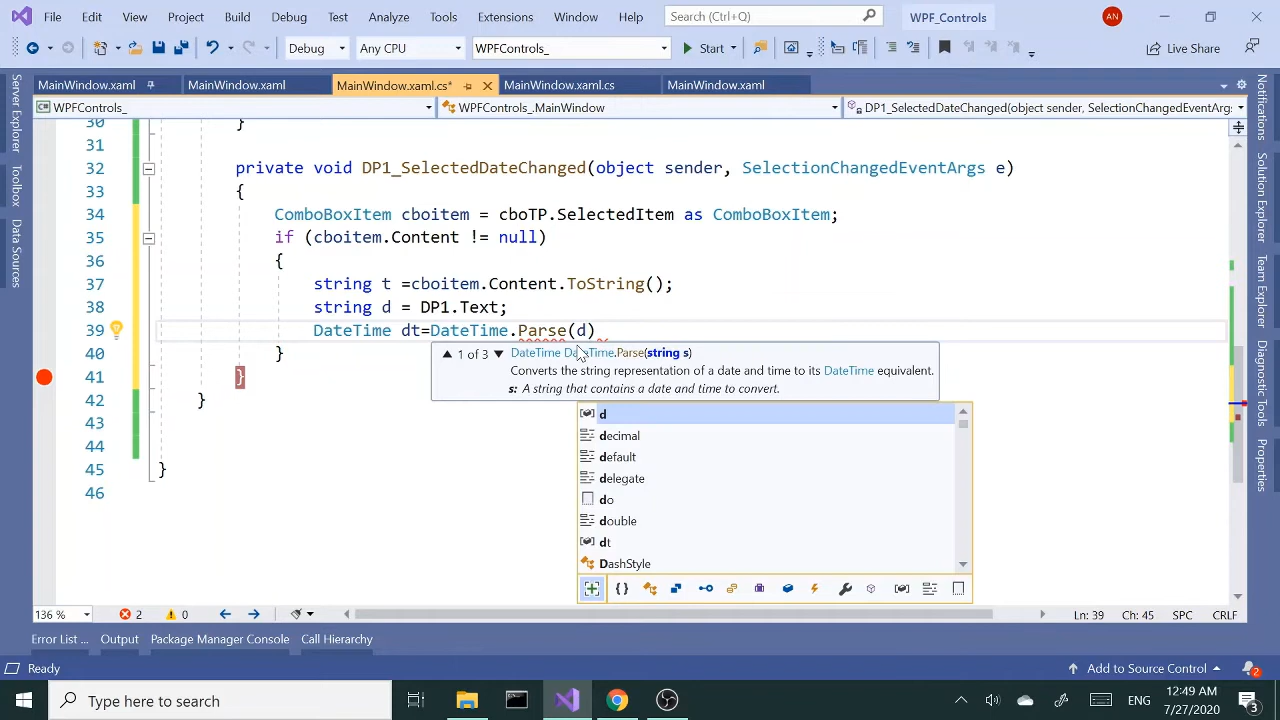 File Edit View Project Build Debug Test Analyze Tools Extensions Window Help Search (Ctrl+Q) WPF_Controls AN
Debug Any CPU WPFControls_ Start Live Share
MainWindow.xaml MainWindow.xaml MainWindow.xaml.cs* MainWindow.xaml.cs MainWindow.xaml
WPFControls_ WPFControls_.MainWindow DP1_SelectedDateChanged(object sender, SelectionChangedEventArgs
Server Explorer
Toolbox
Data Sources
30 }
31
32 private void DP1_SelectedDateChanged(object sender, SelectionChangedEventArgs e)
33 {
34 ComboBoxItem cboitem = cboTP.SelectedItem as ComboBoxItem;
35 if (cboitem.Content != null)
36 {
37 string t =cboitem.Content.ToString();
38 string d = DP1.Text;
39 DateTime dt=DateTime.Parse(d)
40 }
41 }
42 }
43
44
45 }
46
1 of 3 DateTime DateTime.Parse(string s)
Converts the string representation of a date and time to its DateTime equivalent.
s: A string that contains a date and time to convert.
d
decimal
default
delegate
do
double
dt
DashStyle
Notifications
Solution Explorer
Team Explorer
Diagnostic Tools
Properties
136 % 2 0 Ln: 39 Ch: 45 SPC CRLF
Error List ... Output Package Manager Console Call Hierarchy
Ready Add to Source Control 2
Type here to search ENG 12:49 AM
7/27/2020 3